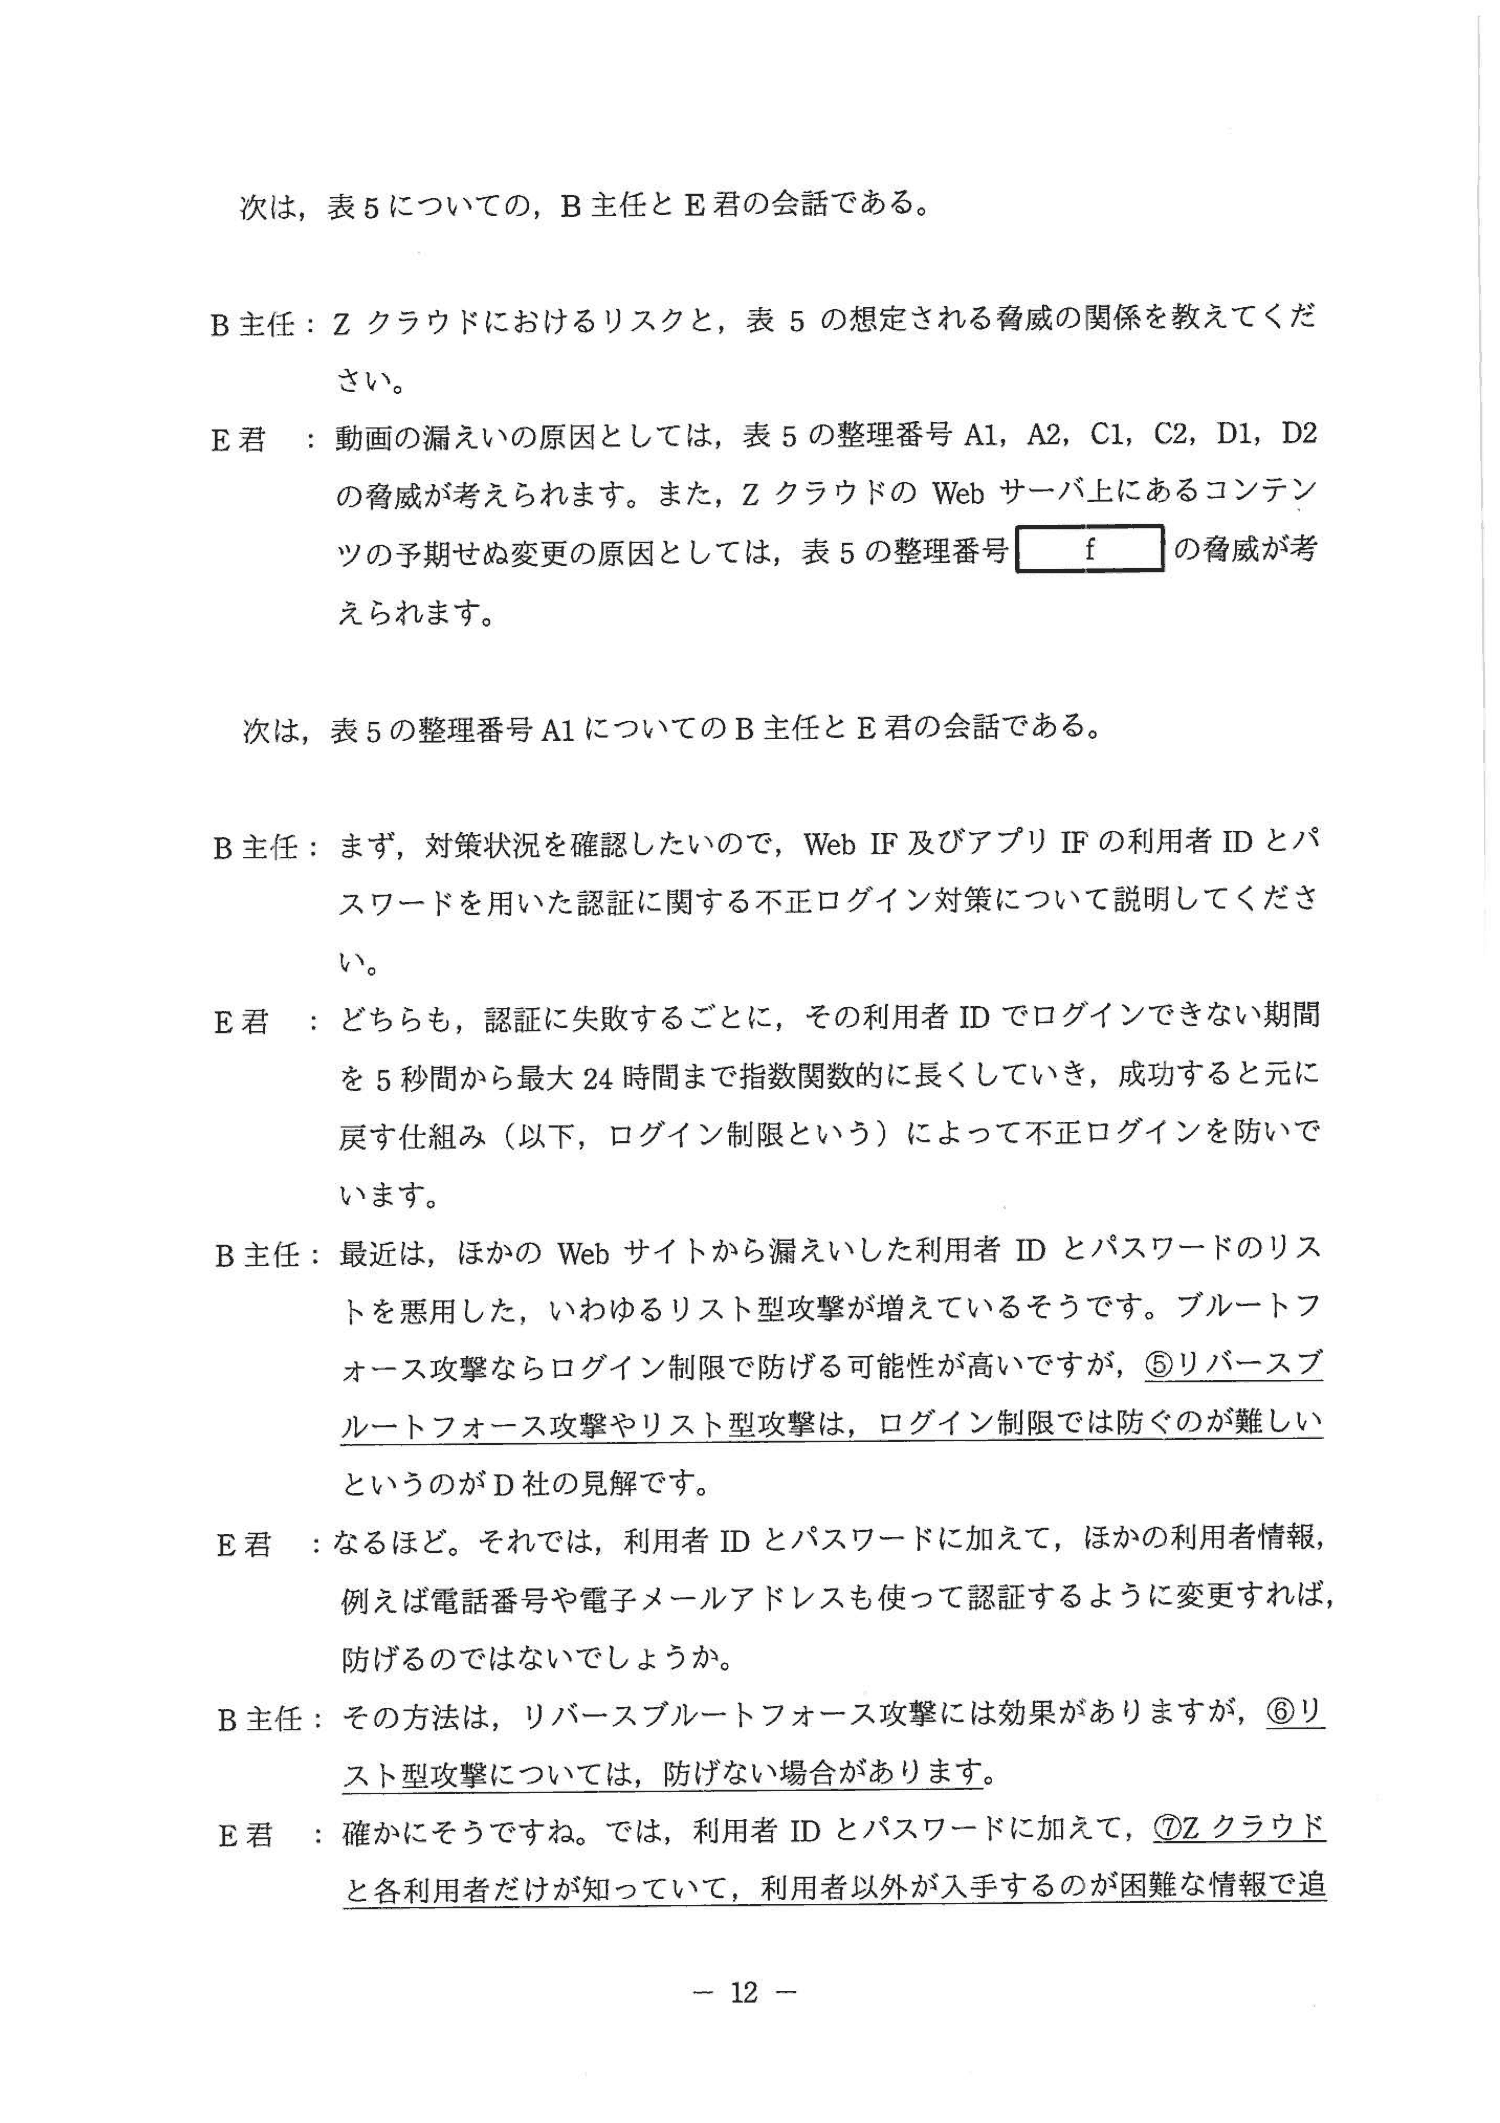 次は，表5についての，B主任とE君の会話である。
B主任：Zクラウドにおけるリスクと，表5の想定される脅威の関係を教えてくだ
さい。
E君　：動画の漏えいの原因としては，表5の整理番号A1，A2，C1，C2，D1，D2
の脅威が考えられます。また，ZクラウドのWebサーバ上にあるコンテン
ツの予期せぬ変更の原因としては，表5の整理番号 f の脅威が考
えられます。
次は，表5の整理番号A1についてのB主任とE君の会話である。
B主任：まず，対策状況を確認したいので，Web IF及びアプリIFの利用者IDとパ
スワードを用いた認証に関する不正ログイン対策について説明してくださ
い。
E君　：どちらも，認証に失敗するごとに，その利用者IDでログインできない期間
を5秒間から最大24時間まで指数関数的に長くしていき，成功すると元に
戻す仕組み（以下，ログイン制限という）によって不正ログインを防いで
います。
B主任：最近は，ほかのWebサイトから漏えいした利用者IDとパスワードのリス
トを悪用した，いわゆるリスト型攻撃が増えているそうです。ブルートフ
ォース攻撃ならログイン制限で防げる可能性が高いですが，⑤リバースブ
ルートフォース攻撃やリスト型攻撃は，ログイン制限では防ぐのが難しい
というのがD社の見解です。
E君　：なるほど。それでは，利用者IDとパスワードに加えて，ほかの利用者情報，
例えば電話番号や電子メールアドレスも使って認証するように変更すれば，
防げるのではないでしょうか。
B主任：その方法は，リバースブルートフォース攻撃には効果がありますが，⑥リ
スト型攻撃については，防げない場合があります。
E君　：確かにそうですね。では，利用者IDとパスワードに加えて，⑦Zクラウド
と各利用者だけが知っていて，利用者以外が入手するのが困難な情報で追
－ 12 －